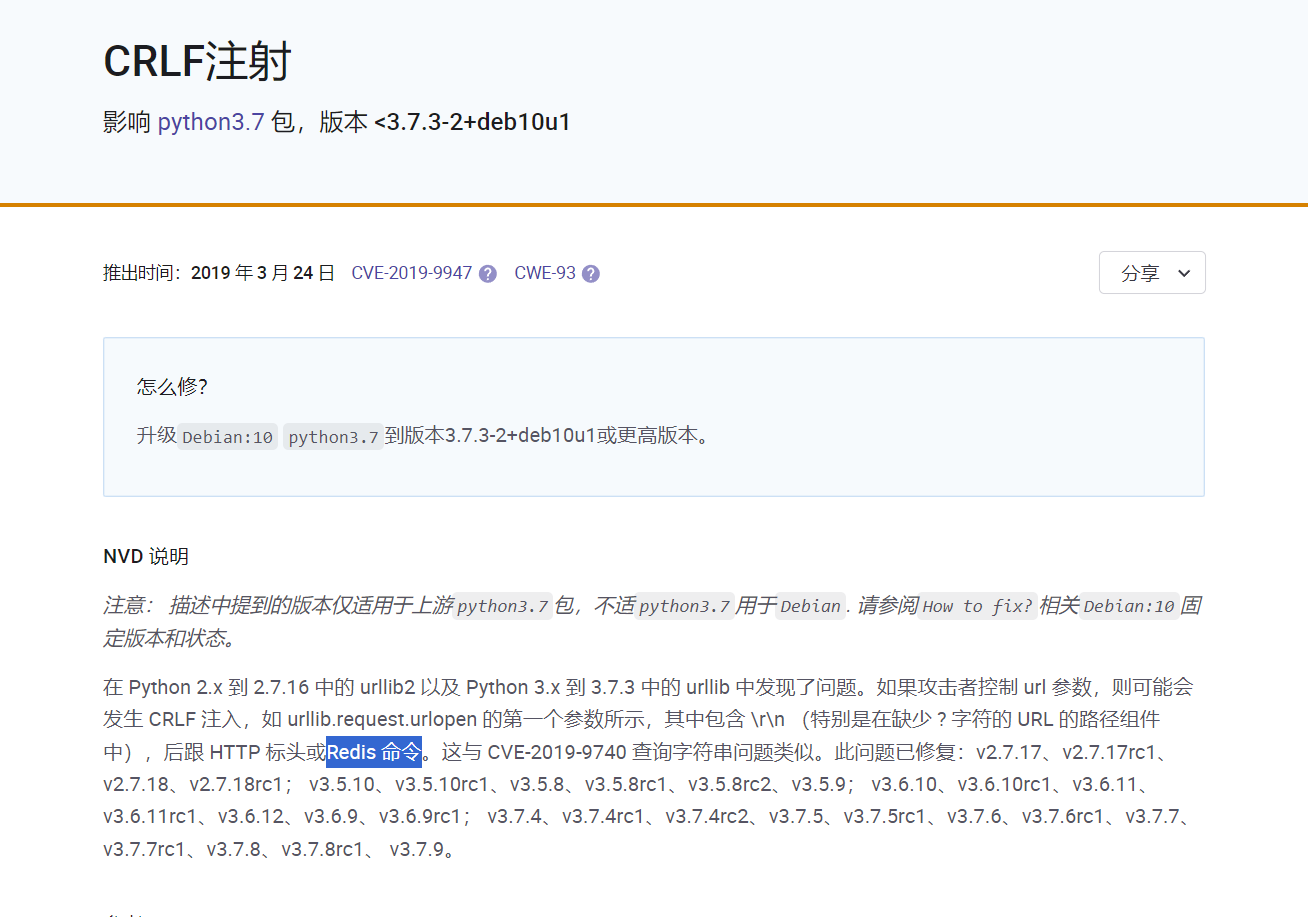 CRLF注射
影响 python3.7 包，版本 <3.7.3-2+deb10u1
推出时间：2019 年 3 月 24 日 CVE-2019-9947 ? CWE-93 ?
分享
怎么修？
升级 Debian:10 python3.7 到版本3.7.3-2+deb10u1或更高版本。
NVD 说明
注意： 描述中提到的版本仅适用于上游 python3.7 包，不适 python3.7 用于 Debian . 请参阅 How to fix? 相关 Debian:10 固
定版本和状态。
在 Python 2.x 到 2.7.16 中的 urllib2 以及 Python 3.x 到 3.7.3 中的 urllib 中发现了问题。如果攻击者控制 url 参数，则可能会
发生 CRLF 注入，如 urllib.request.urlopen 的第一个参数所示，其中包含 \r\n （特别是在缺少 ? 字符的 URL 的路径组件
中），后跟 HTTP 标头或Redis 命令。这与 CVE-2019-9740 查询字符串问题类似。此问题已修复：v2.7.17、v2.7.17rc1、
v2.7.18、v2.7.18rc1； v3.5.10、v3.5.10rc1、v3.5.8、v3.5.8rc1、v3.5.8rc2、v3.5.9； v3.6.10、v3.6.10rc1、v3.6.11、
v3.6.11rc1、v3.6.12、v3.6.9、v3.6.9rc1； v3.7.4、v3.7.4rc1、v3.7.4rc2、v3.7.5、v3.7.5rc1、v3.7.6、v3.7.6rc1、v3.7.7、
v3.7.7rc1、v3.7.8、v3.7.8rc1、 v3.7.9。